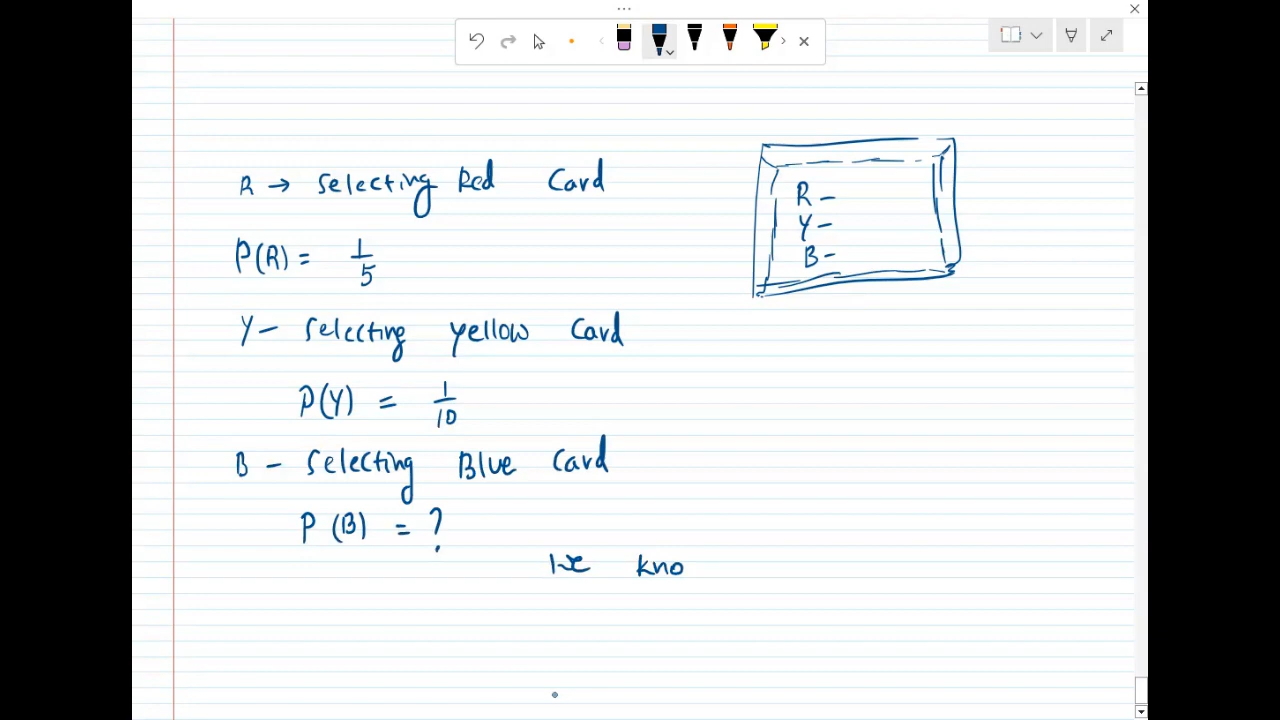 R → Selecting Red Card
P(R) = 1/5
Y - Selecting yellow Card
P(Y) = 1/10
B - Selecting Blue Card
P(B) = ?
we kno
R -
Y -
B -